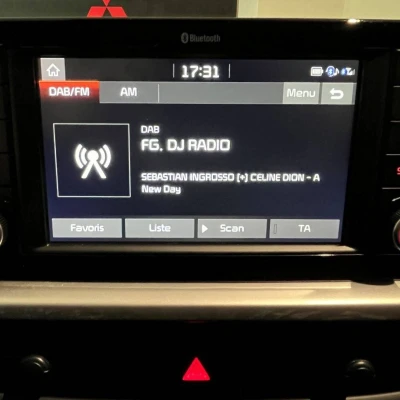 Bluetooth
17:31
DAB/FM AM Menu
DAB
FG. DJ RADIO
SEBASTIAN INGROSSO [+] CELINE DION - A
New Day
Favoris Liste Scan TA